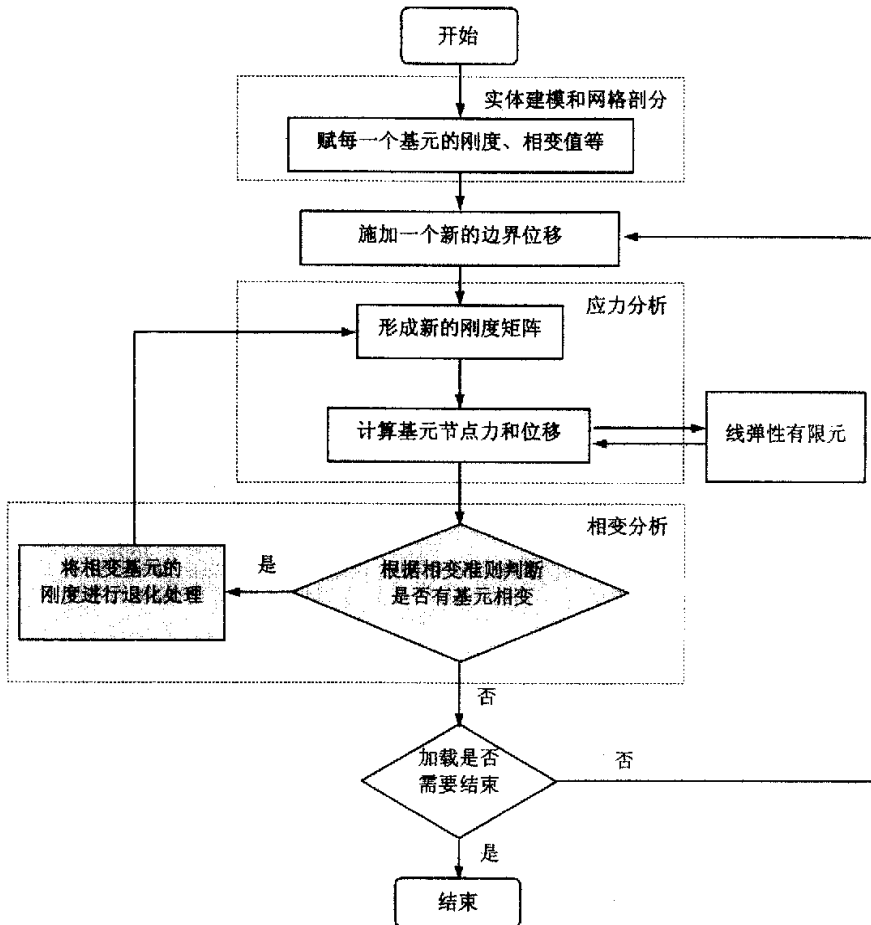 开始
实体建模和网格剖分
赋每一个基元的刚度、相变值等
施加一个新的边界位移
应力分析
形成新的刚度矩阵
计算基元节点力和位移
线弹性有限元
相变分析
将相变基元的
刚度进行退化处理
是
根据相变准则判断
是否有基元相变
否
加载是否
需要结束
否
是
结束